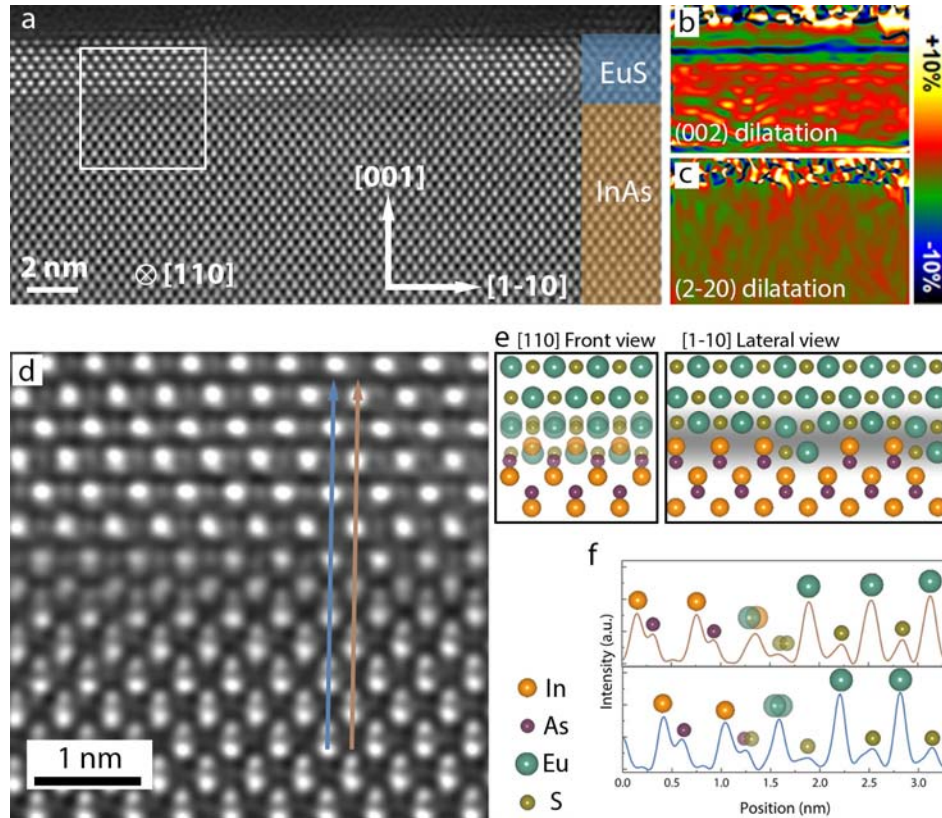 a
EuS
InAs
[001]
[1-10]
⊗[110]
2 nm
b
(002) dilatation
c
(2-20) dilatation
+10%
-10%
d
1 nm
e [110] Front view
[1-10] Lateral view
f
In
As
Eu
S
Intensity (a.u.)
0.0 0.5 1.0 1.5 2.0 2.5 3.0
Position (nm)